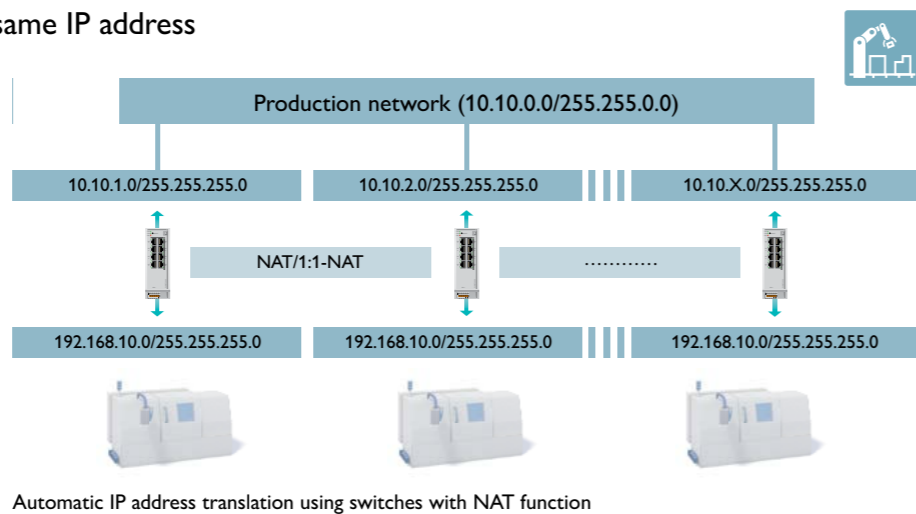 same IP address
Production network (10.10.0.0/255.255.0.0)
10.10.1.0/255.255.255.0
10.10.2.0/255.255.255.0
10.10.X.0/255.255.255.0
NAT/1:1-NAT
............
192.168.10.0/255.255.255.0
192.168.10.0/255.255.255.0
192.168.10.0/255.255.255.0
Automatic IP address translation using switches with NAT function